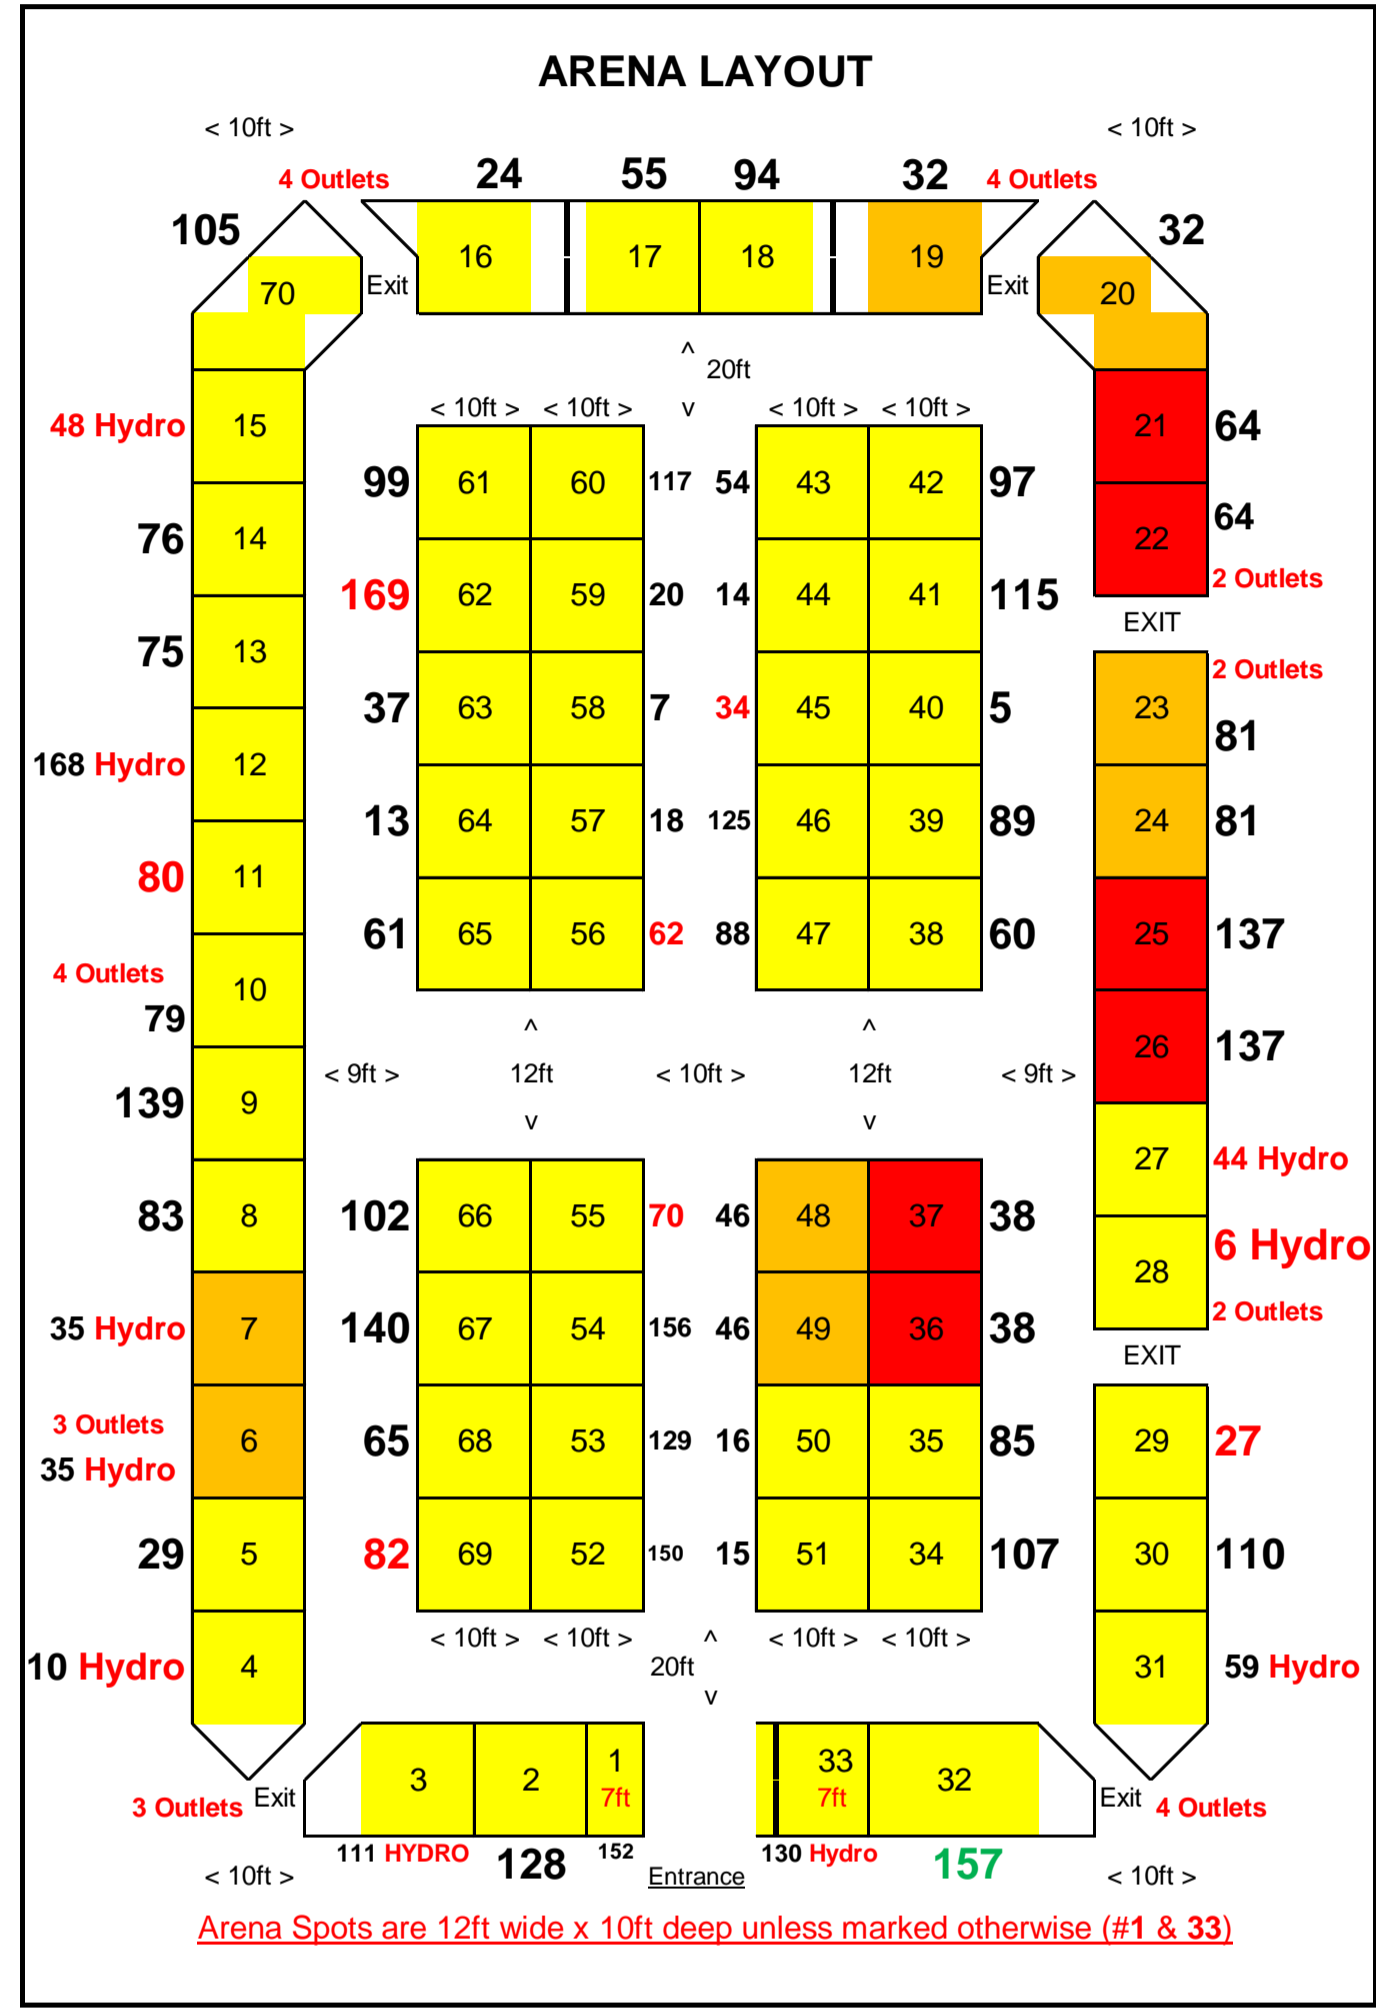 ARENA LAYOUT
< 10ft > < 10ft >
4 Outlets 24 55 94 32 4 Outlets
105 32
16 17 18 19
70 Exit Exit 20
^
20ft
< 10ft > < 10ft > v < 10ft > < 10ft >
48 Hydro 15 21 64
99 61 60 117 54 43 42 97
76 14 22 64
2 Outlets
169 62 59 20 14 44 41 115
EXIT
75 13
2 Outlets
37 63 58 7 34 45 40 5 23
81
168 Hydro 12
13 64 57 18 125 46 39 89 24 81
80 11
61 65 56 62 88 47 38 60 25 137
4 Outlets
10
79
^ ^
26 137
< 9ft > 12ft < 10ft > 12ft < 9ft >
139 9
v v
27 44 Hydro
83 8 102 66 55 70 46 48 37 38
6 Hydro
28
2 Outlets
35 Hydro 7 140 67 54 156 46 49 36 38
EXIT
3 Outlets
6 65 68 53 129 16 50 35 85 29 27
35 Hydro
29 5 82 69 52 150 15 51 34 107 30 110
< 10ft > < 10ft > ^ < 10ft > < 10ft >
10 Hydro 4 20ft 31 59 Hydro
v
3 2 1 33 32
7ft 7ft
3 Outlets Exit Exit 4 Outlets
111 HYDRO 128 152 130 Hydro 157
< 10ft > Entrance < 10ft >
Arena Spots are 12ft wide x 10ft deep unless marked otherwise (#1 & 33)